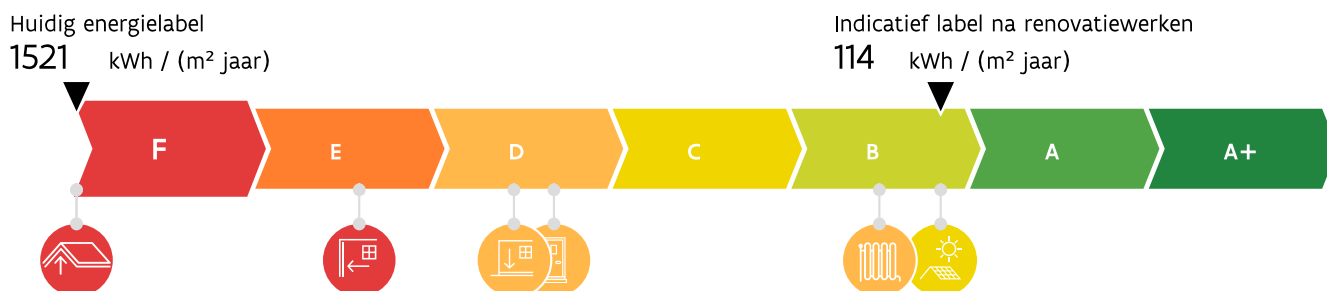 Huidig energielabel
1521 kWh / (m² jaar)
Indicatief label na renovatiewerken
114 kWh / (m² jaar)
F E D C B A A+